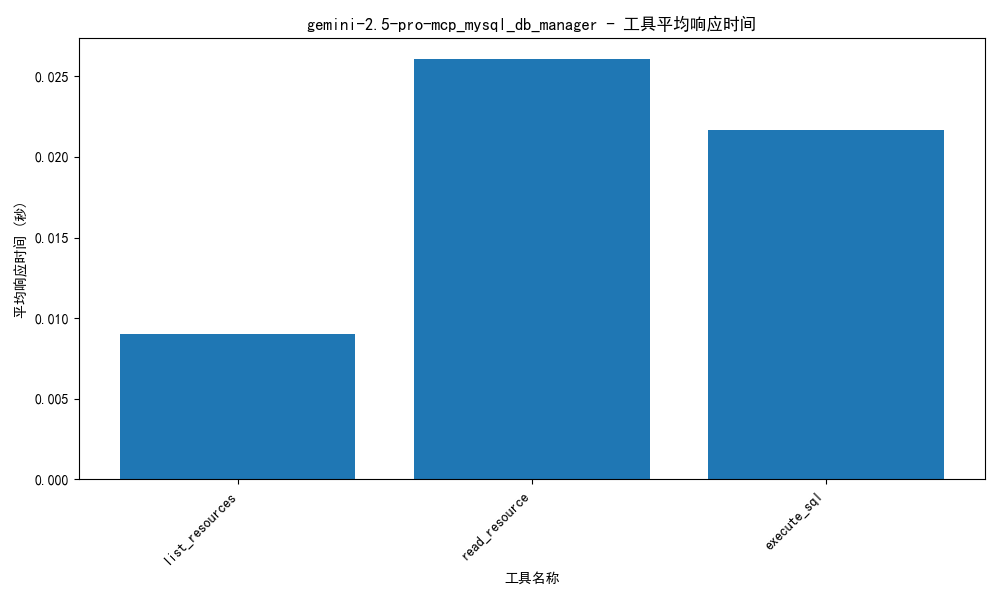 gemini-2.5-pro-mcp_mysql_db_manager - 工具平均响应时间
平均响应时间 (秒)
0.025
0.020
0.015
0.010
0.005
0.000
list_resources
read_resource
execute_sql
工具名称